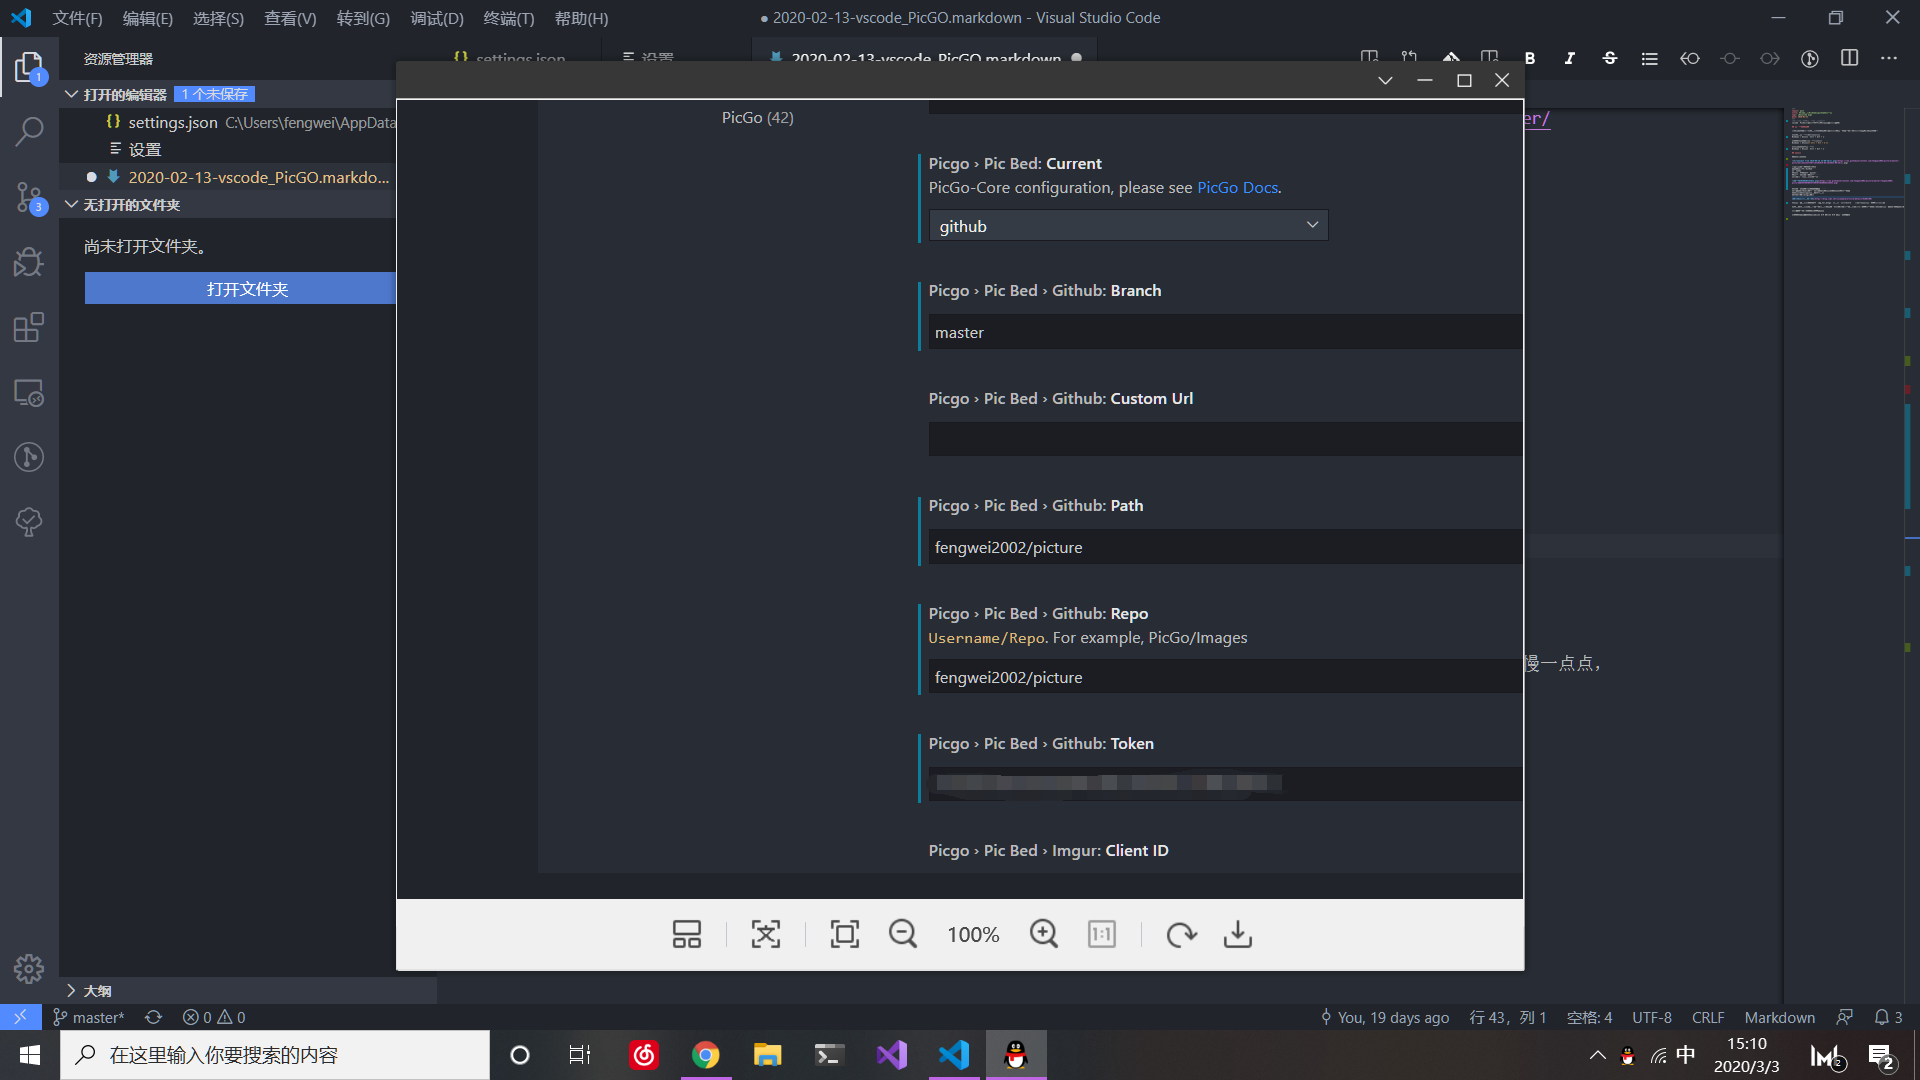 文件(F) 编辑(E) 选择(S) 查看(V) 转到(G) 调试(D) 终端(T) 帮助(H)
● 2020-02-13-vscode_PicGO.markdown - Visual Studio Code
资源管理器
settings.json
设置
2020-02-13-vscode_PicGO.markdown
打开的编辑器 1 个未保存
settings.json C:\Users\fengwei\AppData
设置
2020-02-13-vscode_PicGO.markdo...
无打开的文件夹
尚未打开文件夹。
打开文件夹
1
3
大纲
er/
慢一点点，
PicGo (42)
Picgo › Pic Bed: Current
PicGo-Core configuration, please see PicGo Docs.
github
Picgo › Pic Bed › Github: Branch
master
Picgo › Pic Bed › Github: Custom Url
Picgo › Pic Bed › Github: Path
fengwei2002/picture
Picgo › Pic Bed › Github: Repo
Username/Repo. For example, PicGo/Images
fengwei2002/picture
Picgo › Pic Bed › Github: Token
Picgo › Pic Bed › Imgur: Client ID
100%
1:1
master* 0 0
You, 19 days ago 行 43，列 1 空格: 4 UTF-8 CRLF Markdown 3
在这里输入你要搜索的内容
中
15:10
2020/3/3
2
2